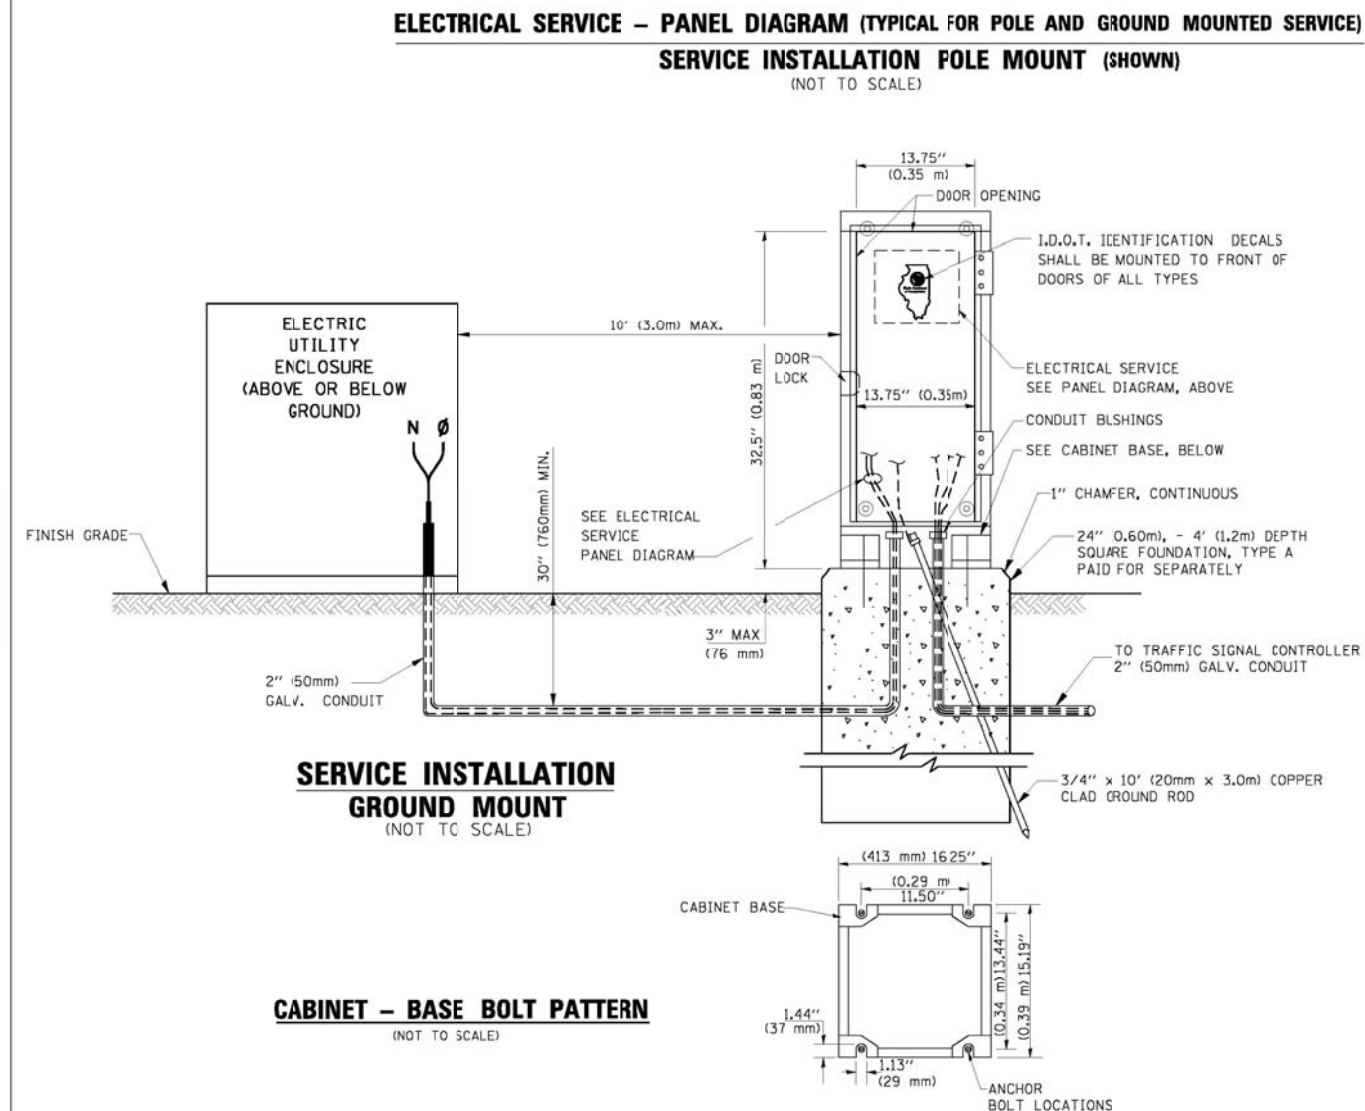 ELECTRICAL SERVICE – PANEL DIAGRAM (TYPICAL FOR POLE AND GROUND MOUNTED SERVICE)
SERVICE INSTALLATION POLE MOUNT (SHOWN)
(NOT TO SCALE)
13.75"
(0.35 m)
DOOR OPENING
I.D.O.T. IDENTIFICATION DECALS
SHALL BE MOUNTED TO FRONT OF
DOORS OF ALL TYPES
ELECTRIC
UTILITY
ENCLOSURE
(ABOVE OR BELOW
GROUND)
N Ø
10' (3.0m) MAX.
DOOR
LOCK
32.5" (0.83 m)
13.75" (0.35m)
ELECTRICAL SERVICE
SEE PANEL DIAGRAM, ABOVE
CONDUIT BUSHINGS
SEE CABINET BASE, BELOW
1" CHAMFER, CONTINUOUS
24" 0.60m), - 4' (1.2m) DEPTH
SQUARE FOUNDATION, TYPE A
PAID FOR SEPARATELY
FINISH GRADE
30" (760mm) MIN.
SEE ELECTRICAL
SERVICE
PANEL DIAGRAM
3" MAX
(76 mm)
TO TRAFFIC SIGNAL CONTROLLER
2" (50mm) GALV. CONDUIT
2" (50mm)
GALV. CONDUIT
SERVICE INSTALLATION
GROUND MOUNT
(NOT TO SCALE)
3/4" x 10' (20mm x 3.0m) COPPER
CLAD GROUND ROD
(413 mm) 16.25"
(0.29 m)
11.50"
CABINET BASE
(0.34 m) 13.44"
(0.39 m) 15.19"
CABINET – BASE BOLT PATTERN
(NOT TO SCALE)
1.44"
(37 mm)
1.13"
(29 mm)
ANCHOR
BOLT LOCATIONS